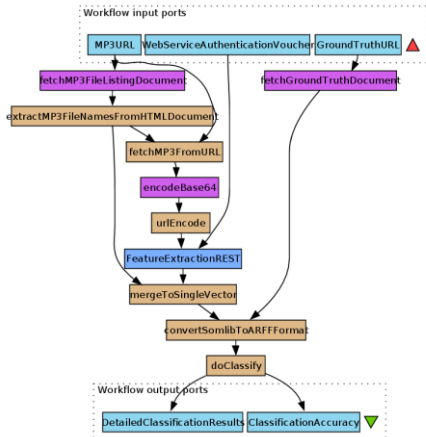 Workflow input ports
MP3URL
WebServiceAuthenticationVoucher
GroundTruthURL
fetchMP3FileListingDocument
fetchGroundTruthDocument
extractMP3FileNamesFromHTMLDocument
fetchMP3FromURL
encodeBase64
urlEncode
FeatureExtractionREST
mergeToSingleVector
convertSomlibToARFFFormat
doClassify
Workflow output ports
DetailedClassificationResults
ClassificationAccuracy